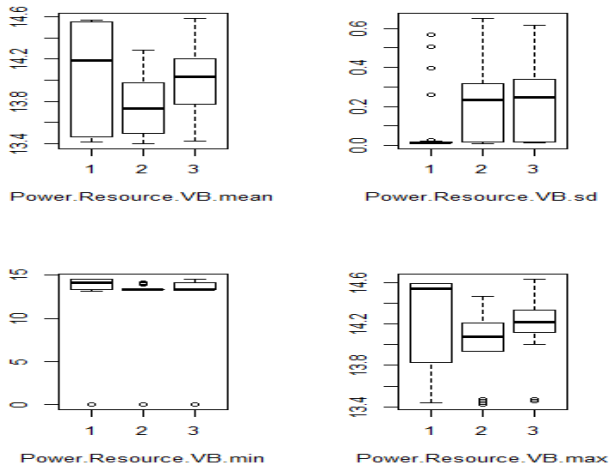 14.6
14.2
13.8
13.4
1 2 3
Power.Resource.VB.mean
0.6
0.4
0.2
0.0
1 2 3
Power.Resource.VB.sd
15
10
5
0
1 2 3
Power.Resource.VB.min
14.6
14.2
13.8
13.4
1 2 3
Power.Resource.VB.max